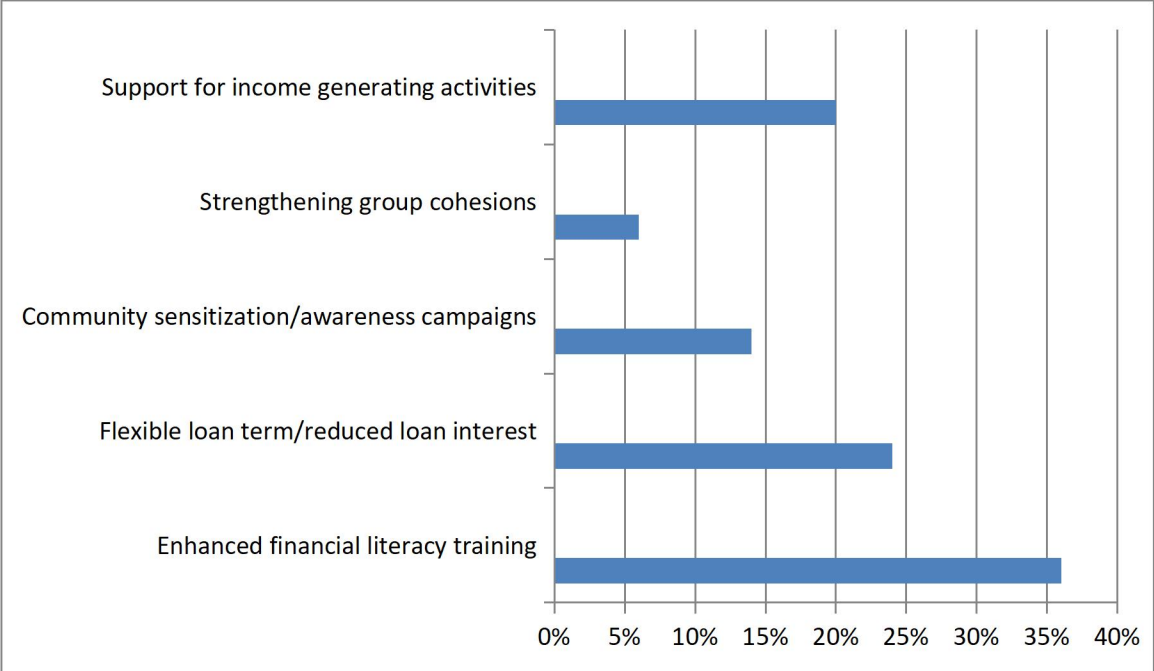 Support for income generating activities
Strengthening group cohesions
Community sensitization/awareness campaigns
Flexible loan term/reduced loan interest
Enhanced financial literacy training
0% 5% 10% 15% 20% 25% 30% 35% 40%